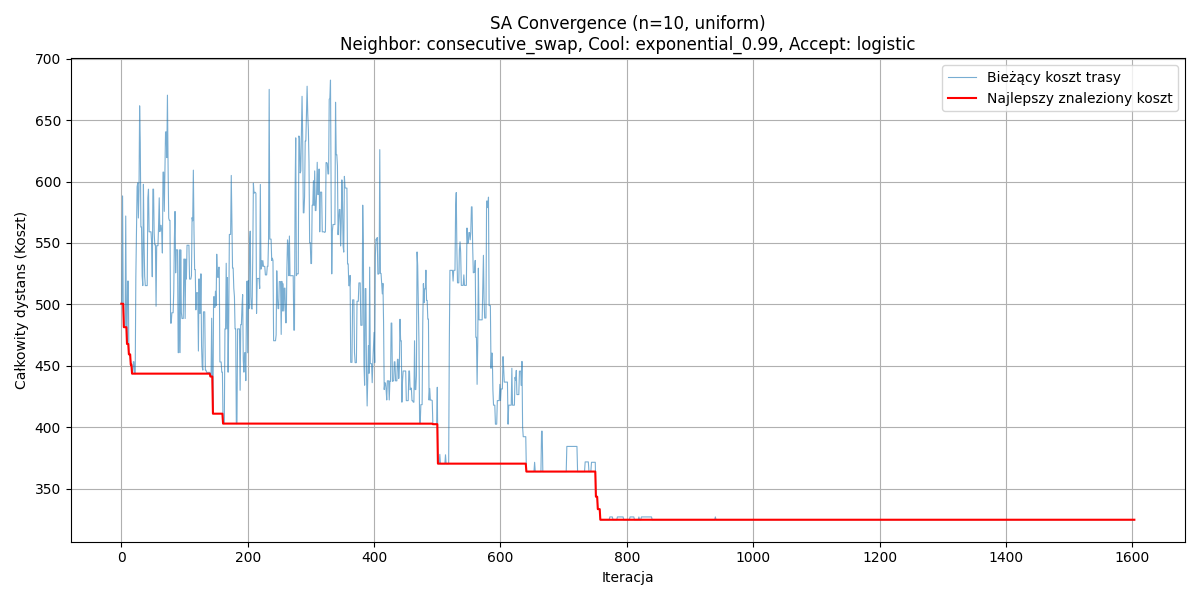 SA Convergence (n=10, uniform)
Neighbor: consecutive_swap, Cool: exponential_0.99, Accept: logistic
Bieżący koszt trasy
Najlepszy znaleziony koszt
Całkowity dystans (Koszt)
700
650
600
550
500
450
400
350
0 200 400 600 800 1000 1200 1400 1600
Iteracja